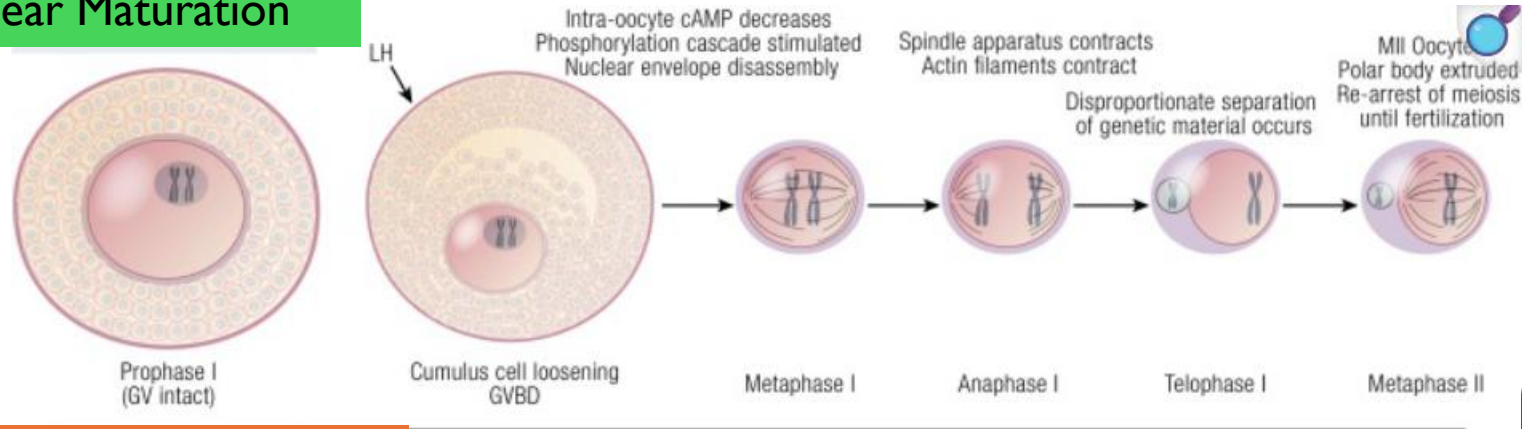 ear Maturation
LH
Intra-oocyte cAMP decreases
Phosphorylation cascade stimulated
Nuclear envelope disassembly
Spindle apparatus contracts
Actin filaments contract
Disproportionate separation
of genetic material occurs
MII Oocyte
Polar body extruded
Re-arrest of meiosis
until fertilization
Prophase I
(GV intact)
Cumulus cell loosening
GVBD
Metaphase I
Anaphase I
Telophase I
Metaphase II